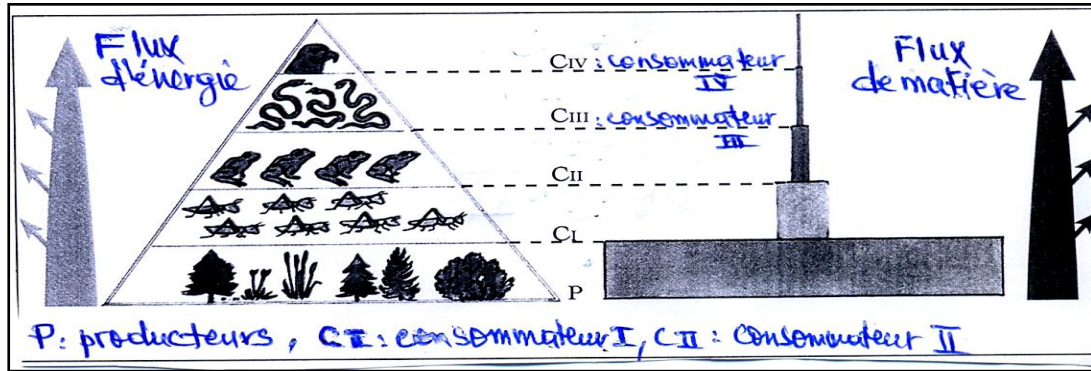 Flux
d'énergie
CIV : consommateur
IV
CIII : consommateur
III
CII
CI
P
Flux
de matière
P: producteurs, CI : consommateur I, CII : consommateur II